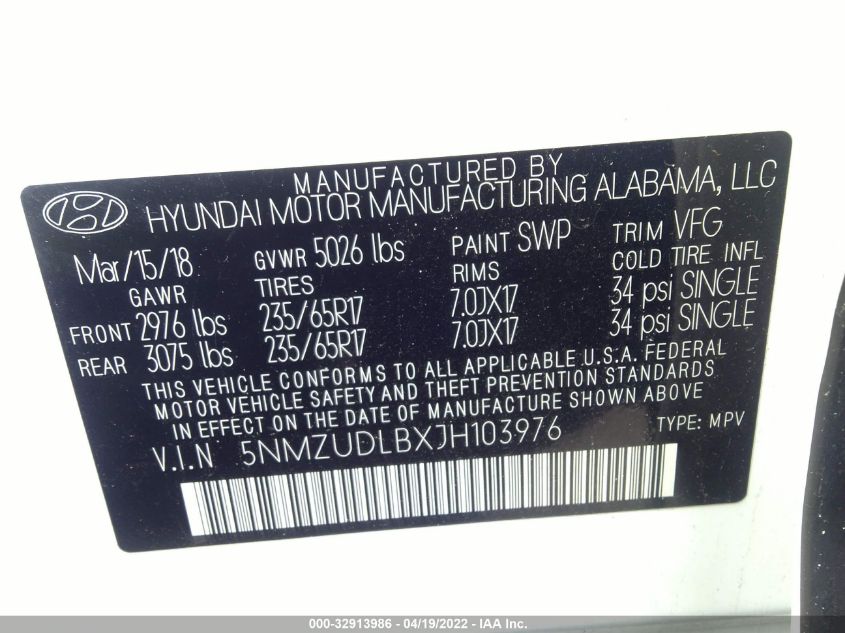 MANUFACTURED BY
HYUNDAI MOTOR MANUFACTURING ALABAMA, LLC
Mar/15/18 GVWR 5026 lbs PAINT SWP TRIM VFG
GAWR TIRES RIMS COLD TIRE INFL
FRONT 2976 lbs 235/65R17 7.0JX17 34 psi SINGLE
REAR 3075 lbs 235/65R17 7.0JX17 34 psi SINGLE
THIS VEHICLE CONFORMS TO ALL APPLICABLE U.S.A. FEDERAL
MOTOR VEHICLE SAFETY AND THEFT PREVENTION STANDARDS
IN EFFECT ON THE DATE OF MANUFACTURE SHOWN ABOVE
V.I.N 5NMZUDLBXJH103976 TYPE: MPV
000-32913986 - 04/19/2022 - IAA Inc.